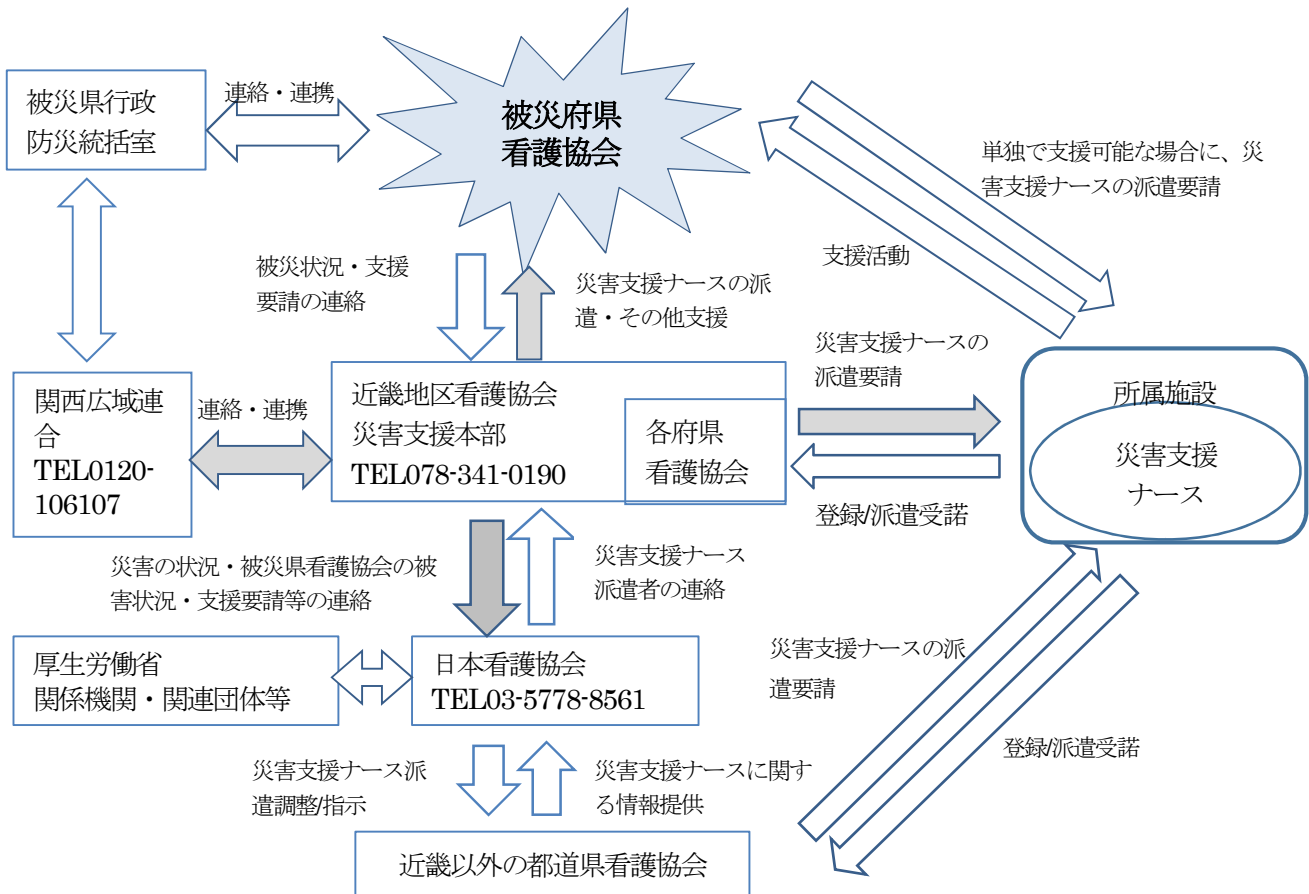 連絡・連携
被災県行政
防災統括室
被災府県
看護協会
単独で支援可能な場合に、災
害支援ナースの派遣要請
支援活動
被災状況・支援
要請の連絡
災害支援ナースの派
遣・その他支援
災害支援ナースの
派遣要請
関西広域連
合
TEL0120-
106107
連絡・連携
近畿地区看護協会
災害支援本部
TEL078-341-0190
各府県
看護協会
所属施設
災害支援
ナース
登録/派遣受諾
災害の状況・被災県看護協会の被
害状況・支援要請等の連絡
災害支援ナース
派遣者の連絡
厚生労働省
関係機関・関連団体等
日本看護協会
TEL03-5778-8561
災害支援ナースの派
遣要請
登録/派遣受諾
災害支援ナース派
遣調整/指示
災害支援ナースに関す
る情報提供
近畿以外の都道県看護協会